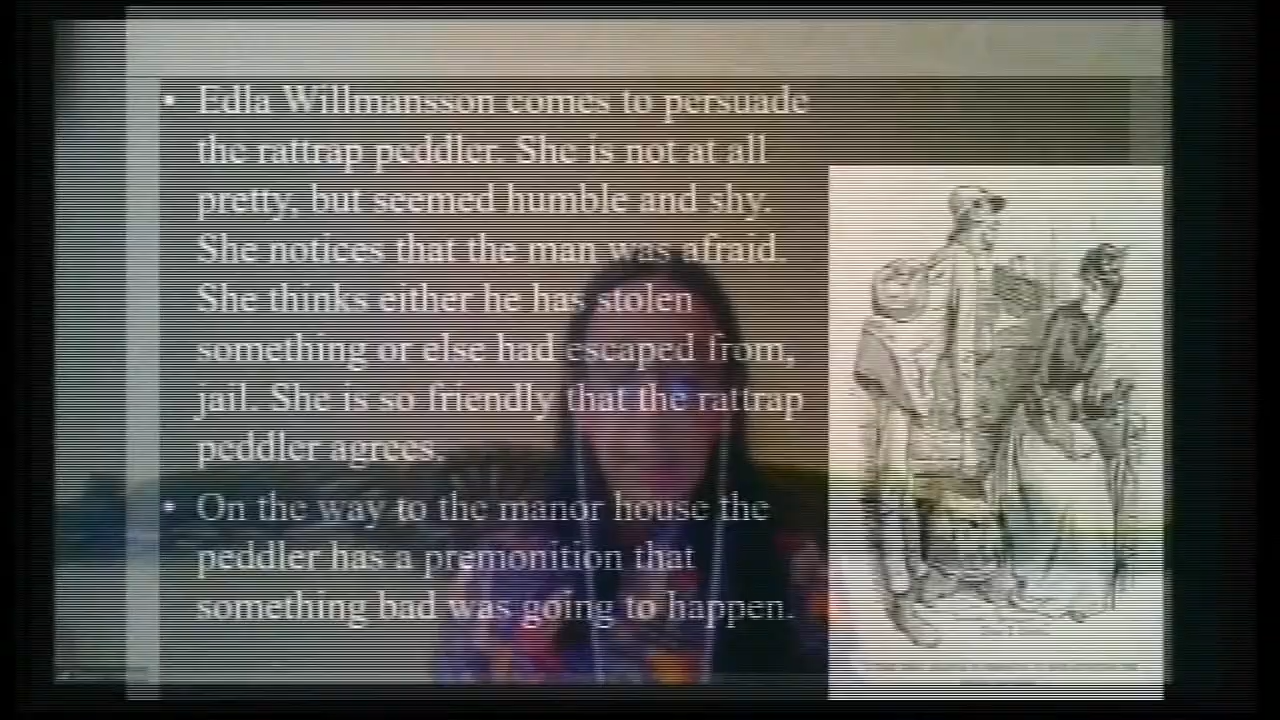 • Edla Willmansson comes to persuade
the rattrap peddler. She is not at all
pretty, but seemed humble and shy.
She notices that the man was afraid.
She thinks either he has stolen
something or else had escaped from,
jail. She is so friendly that the rattrap
peddler agrees.
• On the way to the manor house the
peddler has a premonition that
something bad was going to happen.